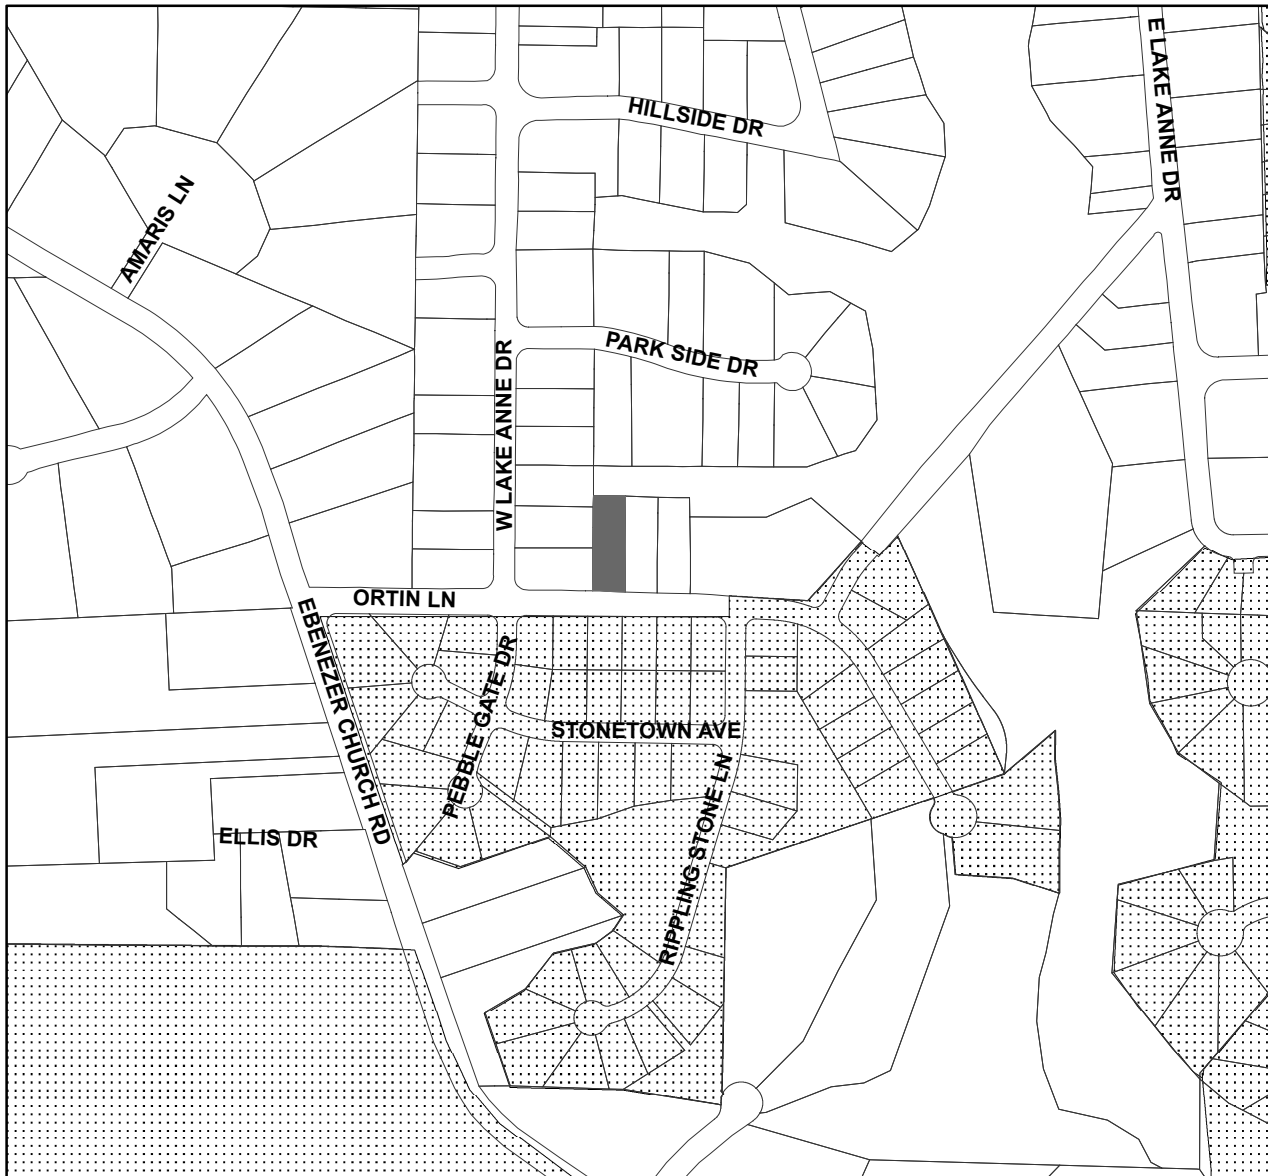 E LAKE ANNE DR
HILLSIDE DR
AMARIS LN
PARK SIDE DR
W LAKE ANNE DR
ORTIN LN
EBENEZER CHURCH RD
PEBBLE GATE DR
STONETOWN AVE
RIPPLING STONE LN
ELLIS DR